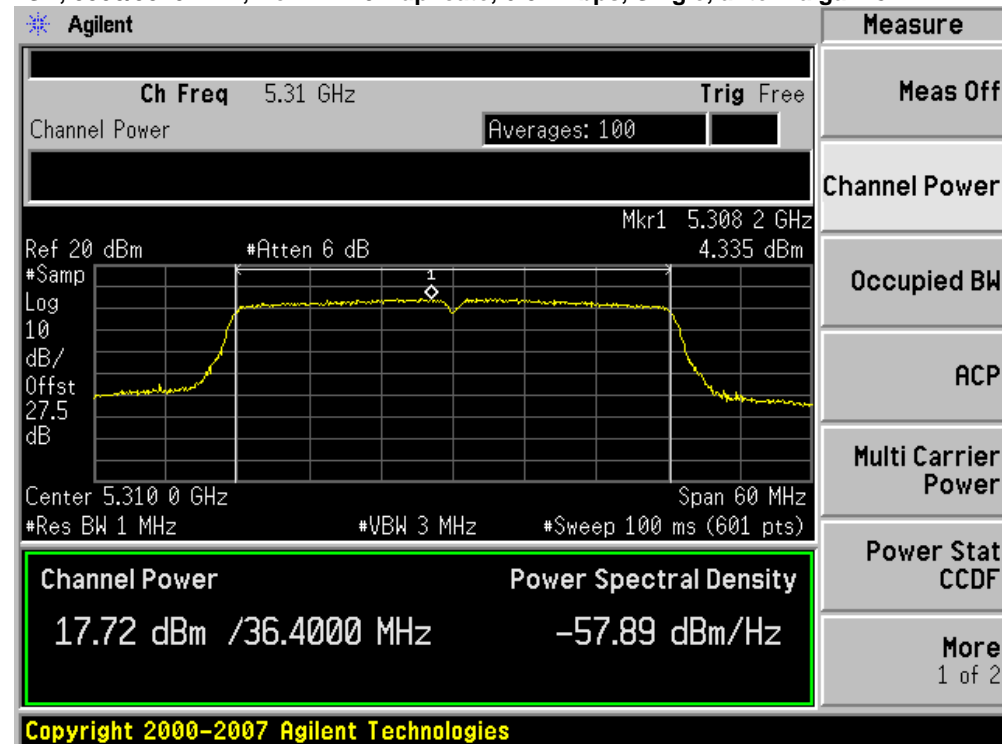 Agilent
Measure
Ch Freq 5.31 GHz
Trig Free
Channel Power
Averages: 100
Mkr1 5.308 2 GHz
Ref 20 dBm
#Atten 6 dB
4.335 dBm
#Samp
Log
10
dB/
Offst
27.5
dB
1
Center 5.310 0 GHz
Span 60 MHz
#Res BW 1 MHz
#VBW 3 MHz
#Sweep 100 ms (601 pts)
Channel Power
Power Spectral Density
17.72 dBm /36.4000 MHz
-57.89 dBm/Hz
Meas Off
Channel Power
Occupied BW
ACP
Multi Carrier
Power
Power Stat
CCDF
More
1 of 2
Copyright 2000-2007 Agilent Technologies